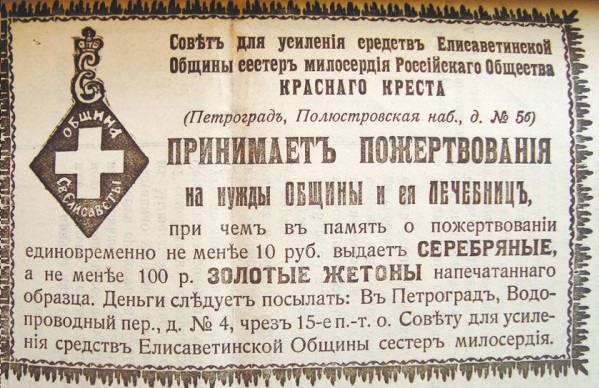 ОБЩИНА
СВ. ЕЛИСАВЕТЫ
Совѣтъ для усиленія средствъ Елисаветинской
Общины сестеръ милосердія Россійскаго Общества
КРАСНАГО КРЕСТА
(Петроградъ, Полюстровская наб., д. № 56)
ПРИНИМАЕТЪ ПОЖЕРТВОВАНІЯ
на нужды ОБЩИНЫ и ея ЛЕЧЕБНИЦЪ,
при чемъ въ память о пожертвованіи
единовременно не менѣе 10 руб. выдаетъ СЕРЕБРЯНЫЕ,
а не менѣе 100 р. ЗОЛОТЫЕ ЖЕТОНЫ напечатаннаго
образца. Деньги слѣдуетъ посылать: Въ Петроградъ, Водо-
проводный пер., д. № 4, чрезъ 15-е п.-т. о. Совѣту для усиле-
нія средствъ Елисаветинской Общины сестеръ милосердія.